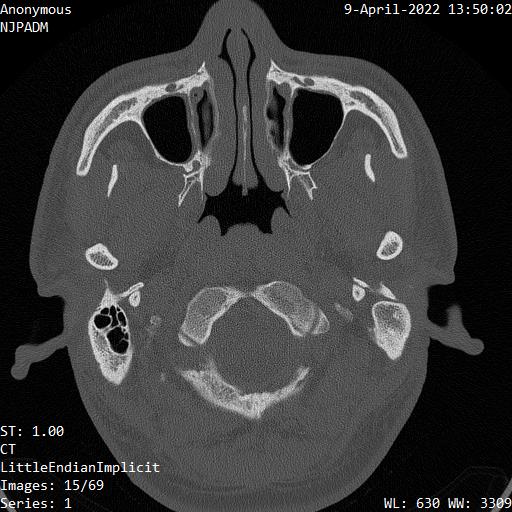 Anonymous
NJPADM
9-April-2022 13:50:02
ST: 1.00
CT
LittleEndianImplicit
Images: 15/69
Series: 1
WL: 630 WW: 3309